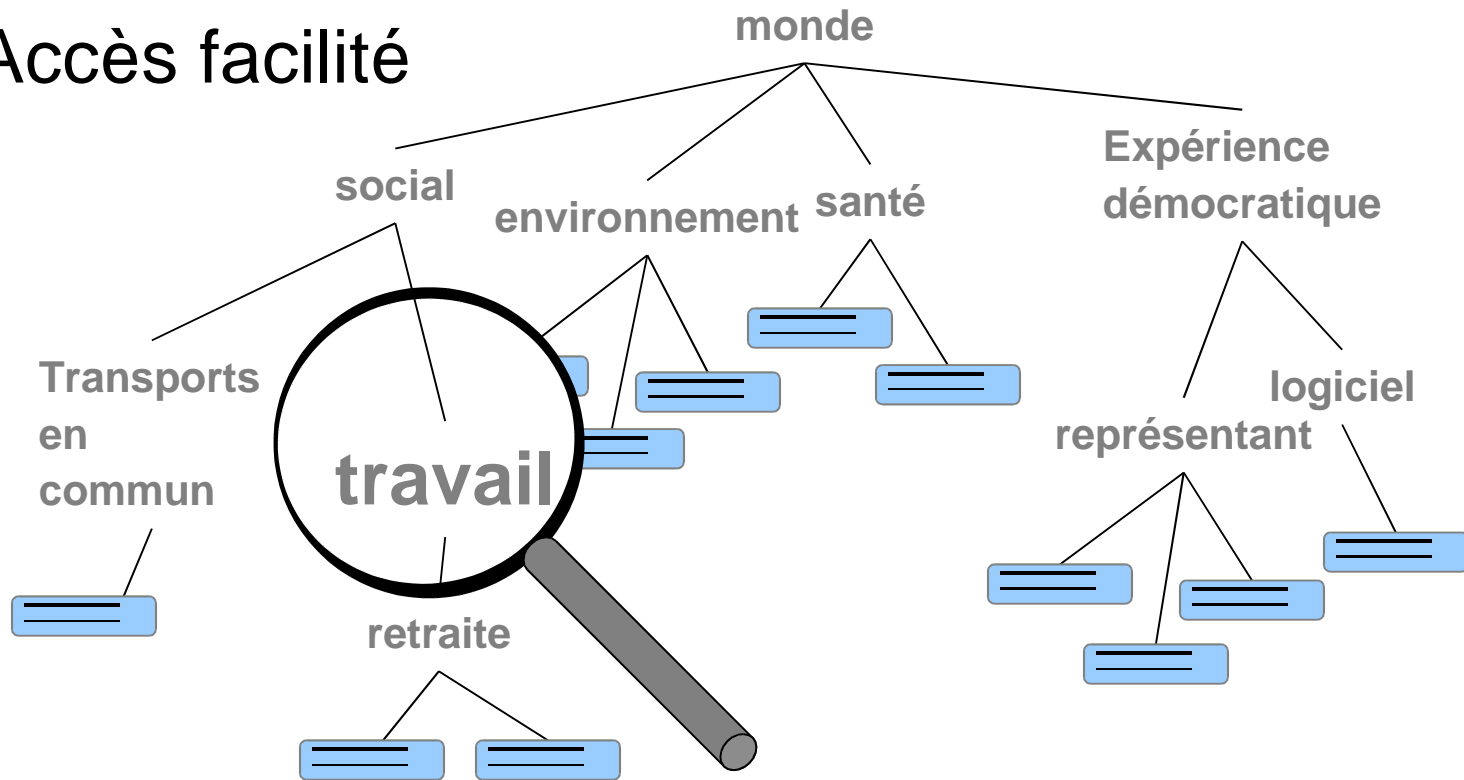 Accès facilité
monde
social
environnement
santé
Expérience
démocratique
Transports
en
commun
travail
logiciel
représentant
retraite